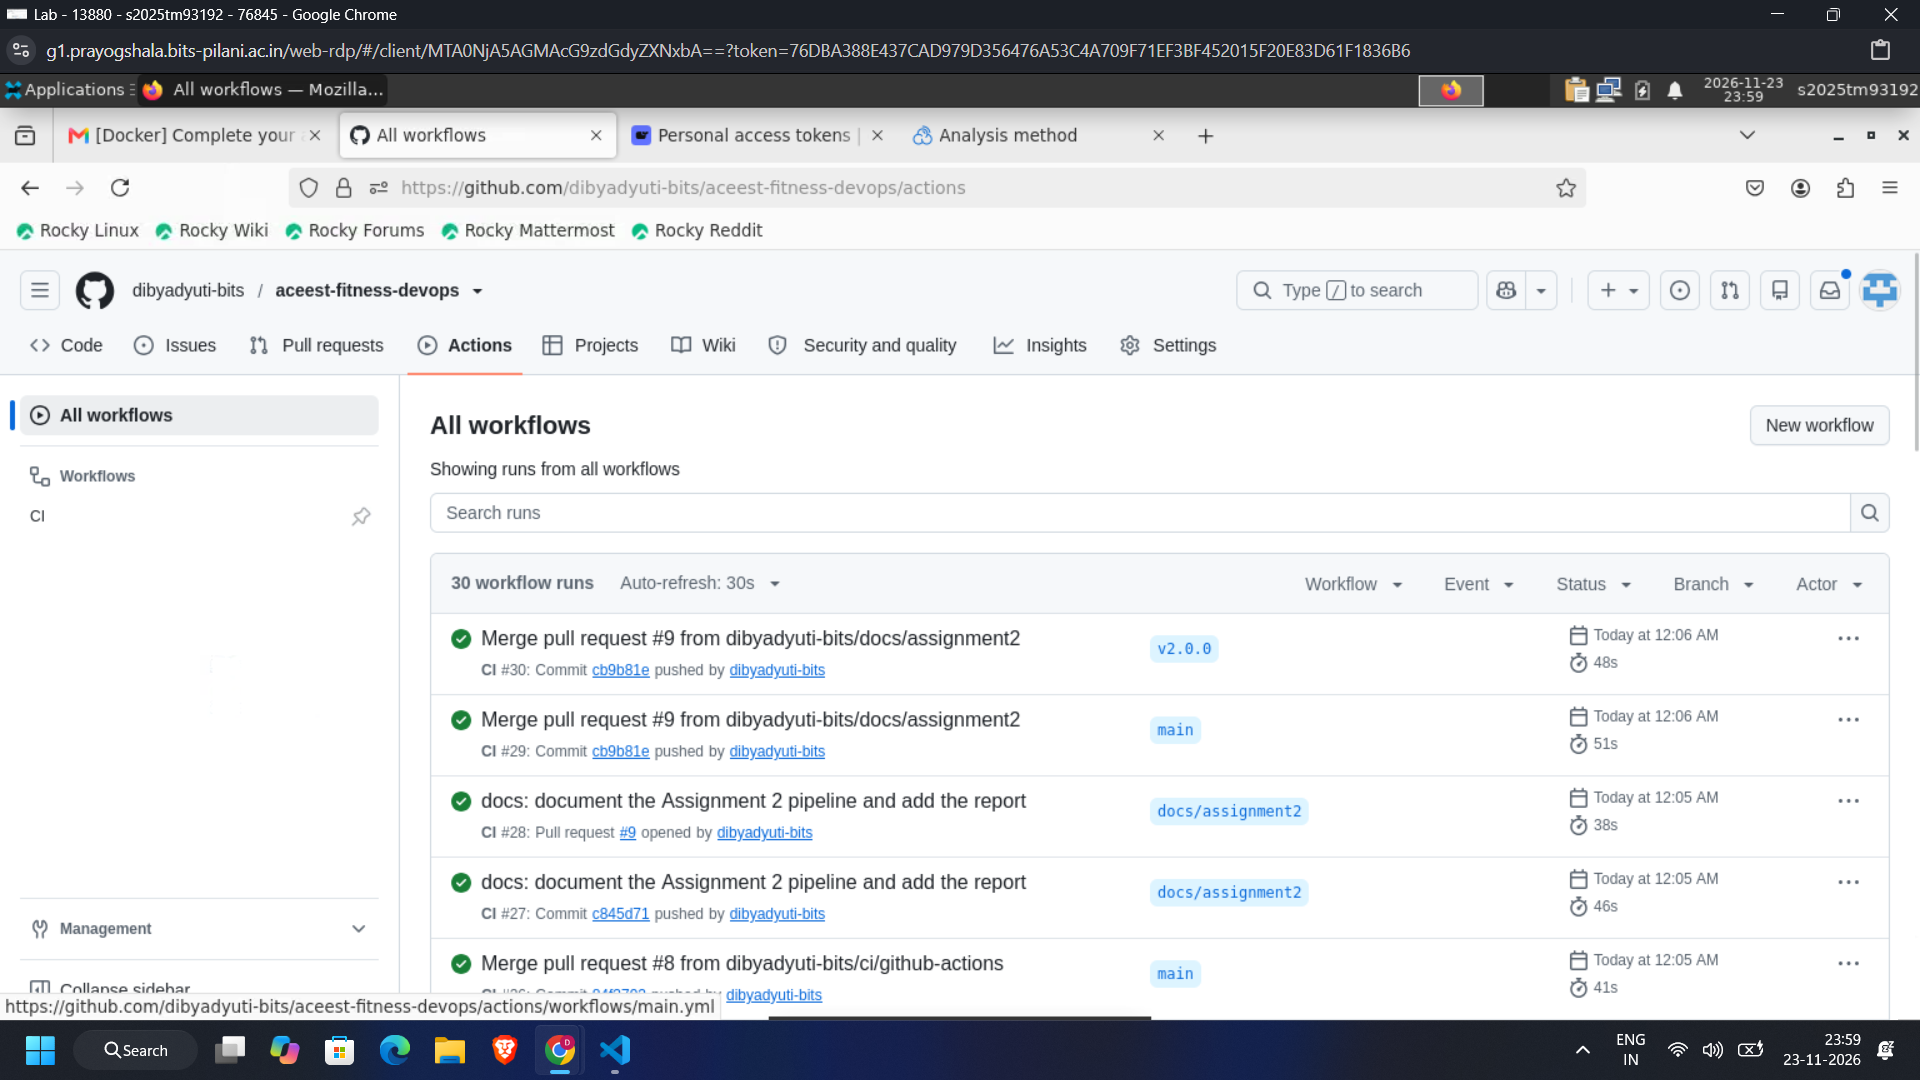 Lab - 13880 - s2025tm93192 - 76845 - Google Chrome
g1.prayogshala.bits-pilani.ac.in/web-rdp/#/client/MTA0NjA5AGMAcG9zdGdyZXNxbA==?token=76DBA388E437CAD979D356476A53C4A709F71EF3BF452015F20E83D61F1836B6
Applications All workflows — Mozilla... 2026-11-23 s2025tm93192
23:59
[Docker] Complete your All workflows Personal access tokens | Analysis method
https://github.com/dibyadyuti-bits/aceest-fitness-devops/actions
Rocky Linux Rocky Wiki Rocky Forums Rocky Mattermost Rocky Reddit
dibyadyuti-bits / aceest-fitness-devops Type / to search
Code Issues Pull requests Actions Projects Wiki Security and quality Insights Settings
All workflows
Workflows
CI
Management
Collapse sidebar
All workflows New workflow
Showing runs from all workflows
Search runs
30 workflow runs Auto-refresh: 30s Workflow Event Status Branch Actor
Merge pull request #9 from dibyadyuti-bits/docs/assignment2 v2.0.0 Today at 12:06 AM
CI #30: Commit cb9b81e pushed by dibyadyuti-bits 48s
Merge pull request #9 from dibyadyuti-bits/docs/assignment2 main Today at 12:06 AM
CI #29: Commit cb9b81e pushed by dibyadyuti-bits 51s
docs: document the Assignment 2 pipeline and add the report docs/assignment2 Today at 12:05 AM
CI #28: Pull request #9 opened by dibyadyuti-bits 38s
docs: document the Assignment 2 pipeline and add the report docs/assignment2 Today at 12:05 AM
CI #27: Commit c845d71 pushed by dibyadyuti-bits 46s
Merge pull request #8 from dibyadyuti-bits/ci/github-actions main Today at 12:05 AM
dibyadyuti-bits 41s
https://github.com/dibyadyuti-bits/aceest-fitness-devops/actions/workflows/main.yml
Search ENG 23:59
IN 23-11-2026